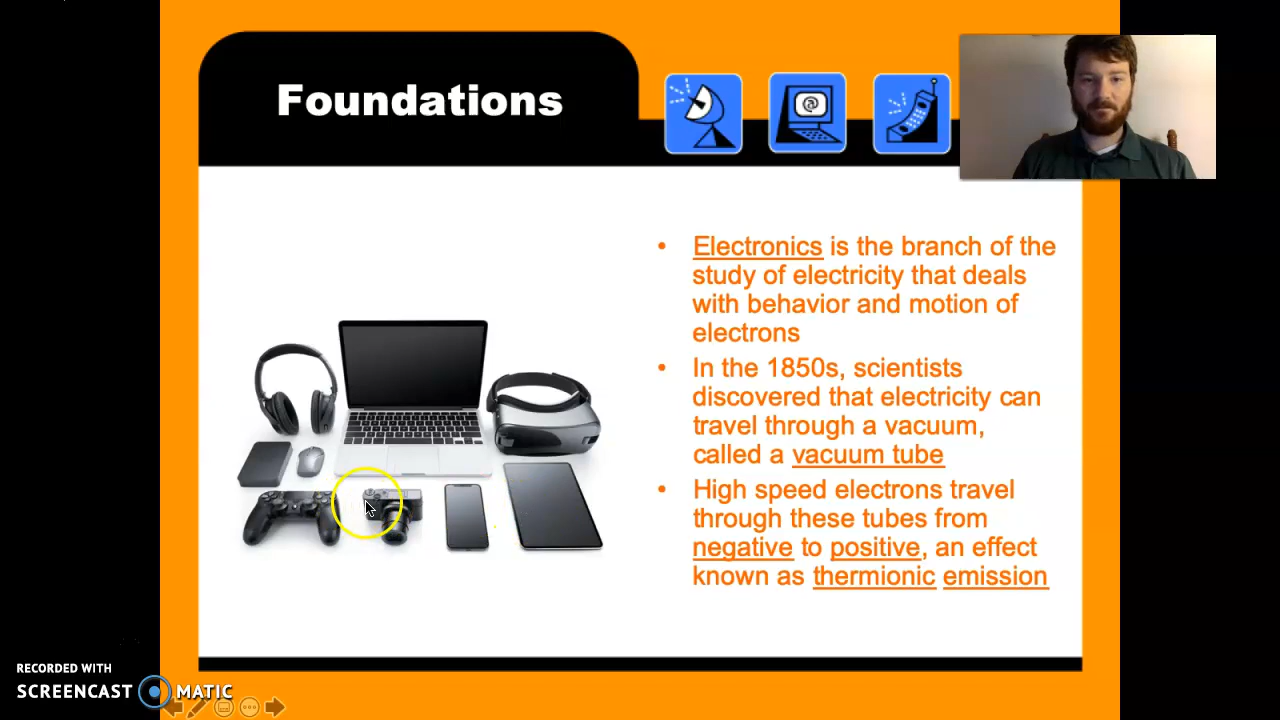 Foundations
@
• Electronics is the branch of the
study of electricity that deals
with behavior and motion of
electrons
• In the 1850s, scientists
discovered that electricity can
travel through a vacuum,
called a vacuum tube
• High speed electrons travel
through these tubes from
negative to positive, an effect
known as thermionic emission
RECORDED WITH
SCREENCAST MATIC